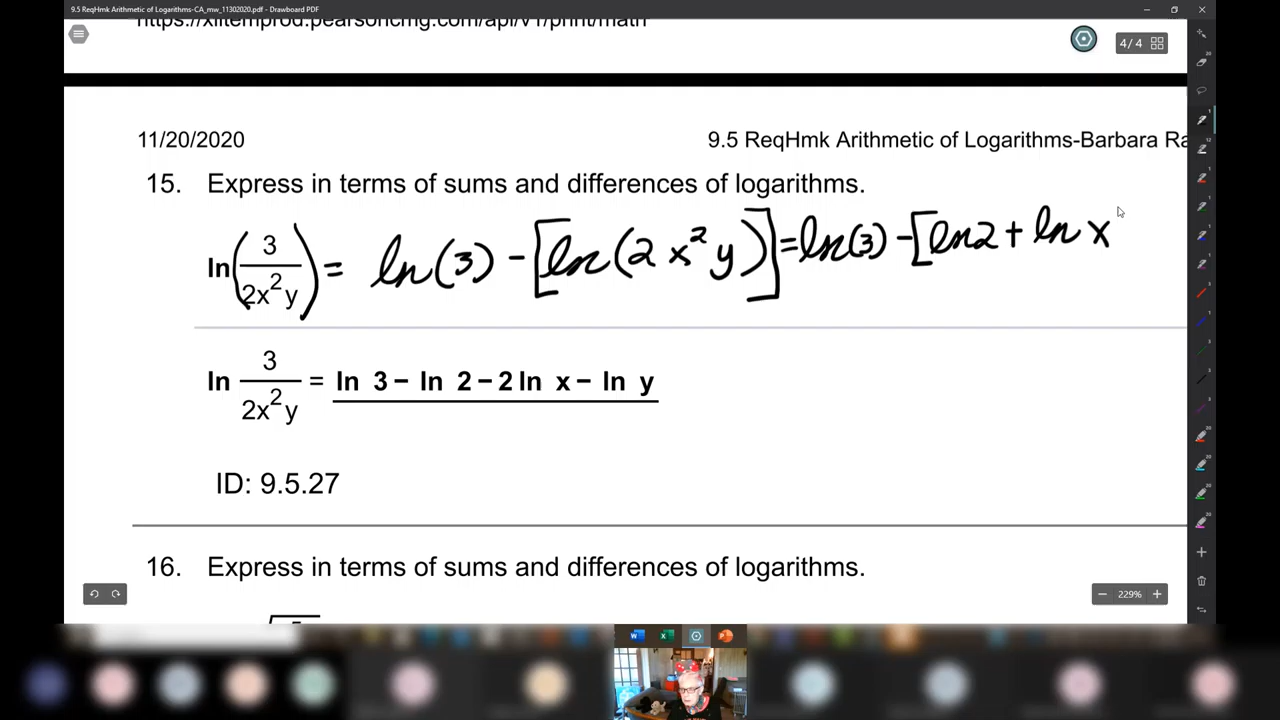 9.5 ReqHmk Arithmetic of Logarithms-CA_mw_11302020.pdf - Drawboard PDF
https://xlitemprod.pearsoncmg.com/api/v1/print/math
4/4
11/20/2020
9.5 ReqHmk Arithmetic of Logarithms-Barbara Ra
15. Express in terms of sums and differences of logarithms.
ln(3/2x²y) = ln(3) - [ln(2x²y)] = ln(3) - [ln2 + ln x
ln 3/2x²y = ln 3 − ln 2 − 2 ln x − ln y
ID: 9.5.27
16. Express in terms of sums and differences of logarithms.
229%